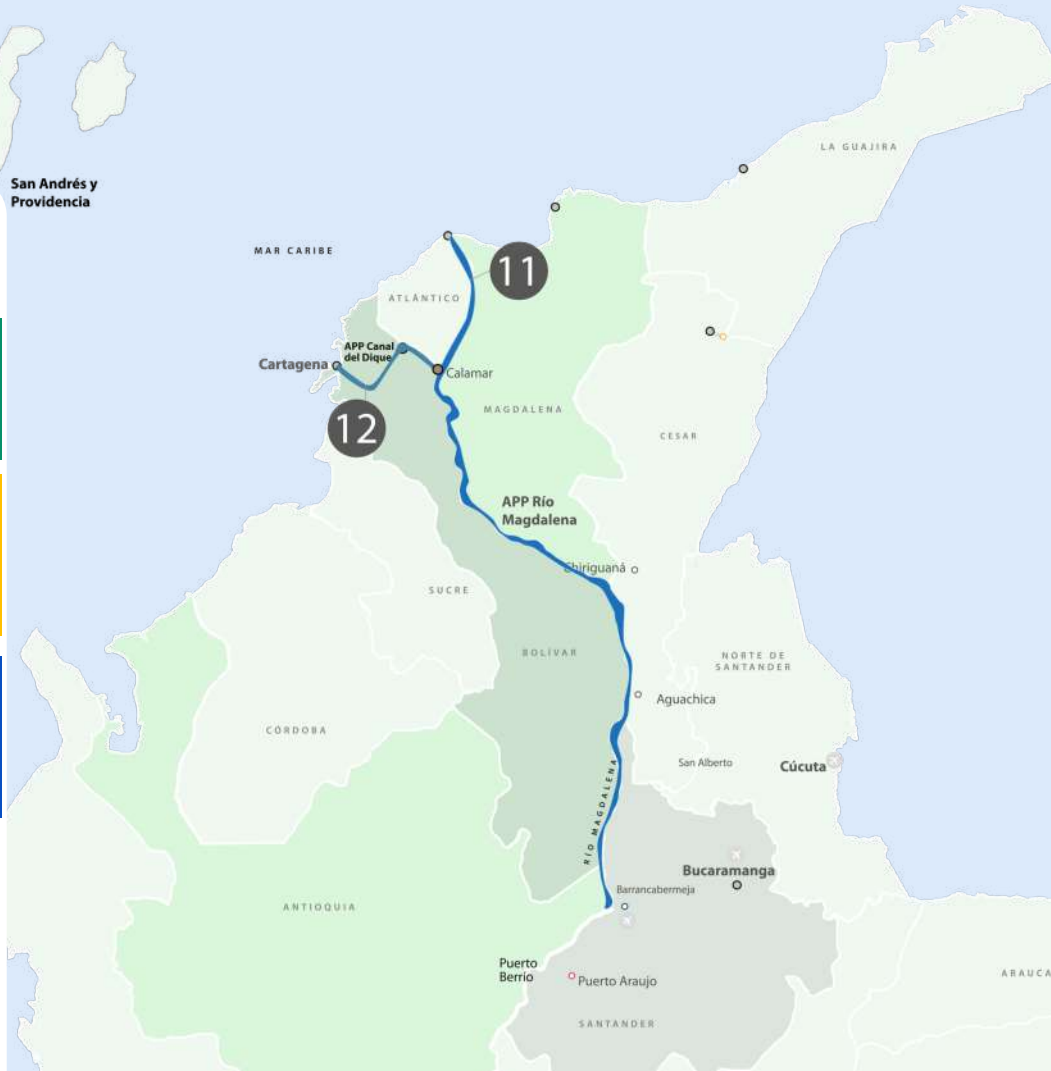 LA GUAJIRA
San Andrés y
Providencia
MAR CARIBE
11
ATLÁNTICO
APP Canal
del Dique
Cartagena
Calamar
MAGDALENA
12
CESAR
APP Río
Magdalena
Chiriguaná
SUCRE
BOLÍVAR
NORTE DE
SANTANDER
Aguachica
CÓRDOBA
San Alberto
Cúcuta
RÍO MAGDALENA
Bucaramanga
Barrancabermeja
ANTIOQUIA
Puerto
Berrío
Puerto Araujo
ARAUCA
SANTANDER